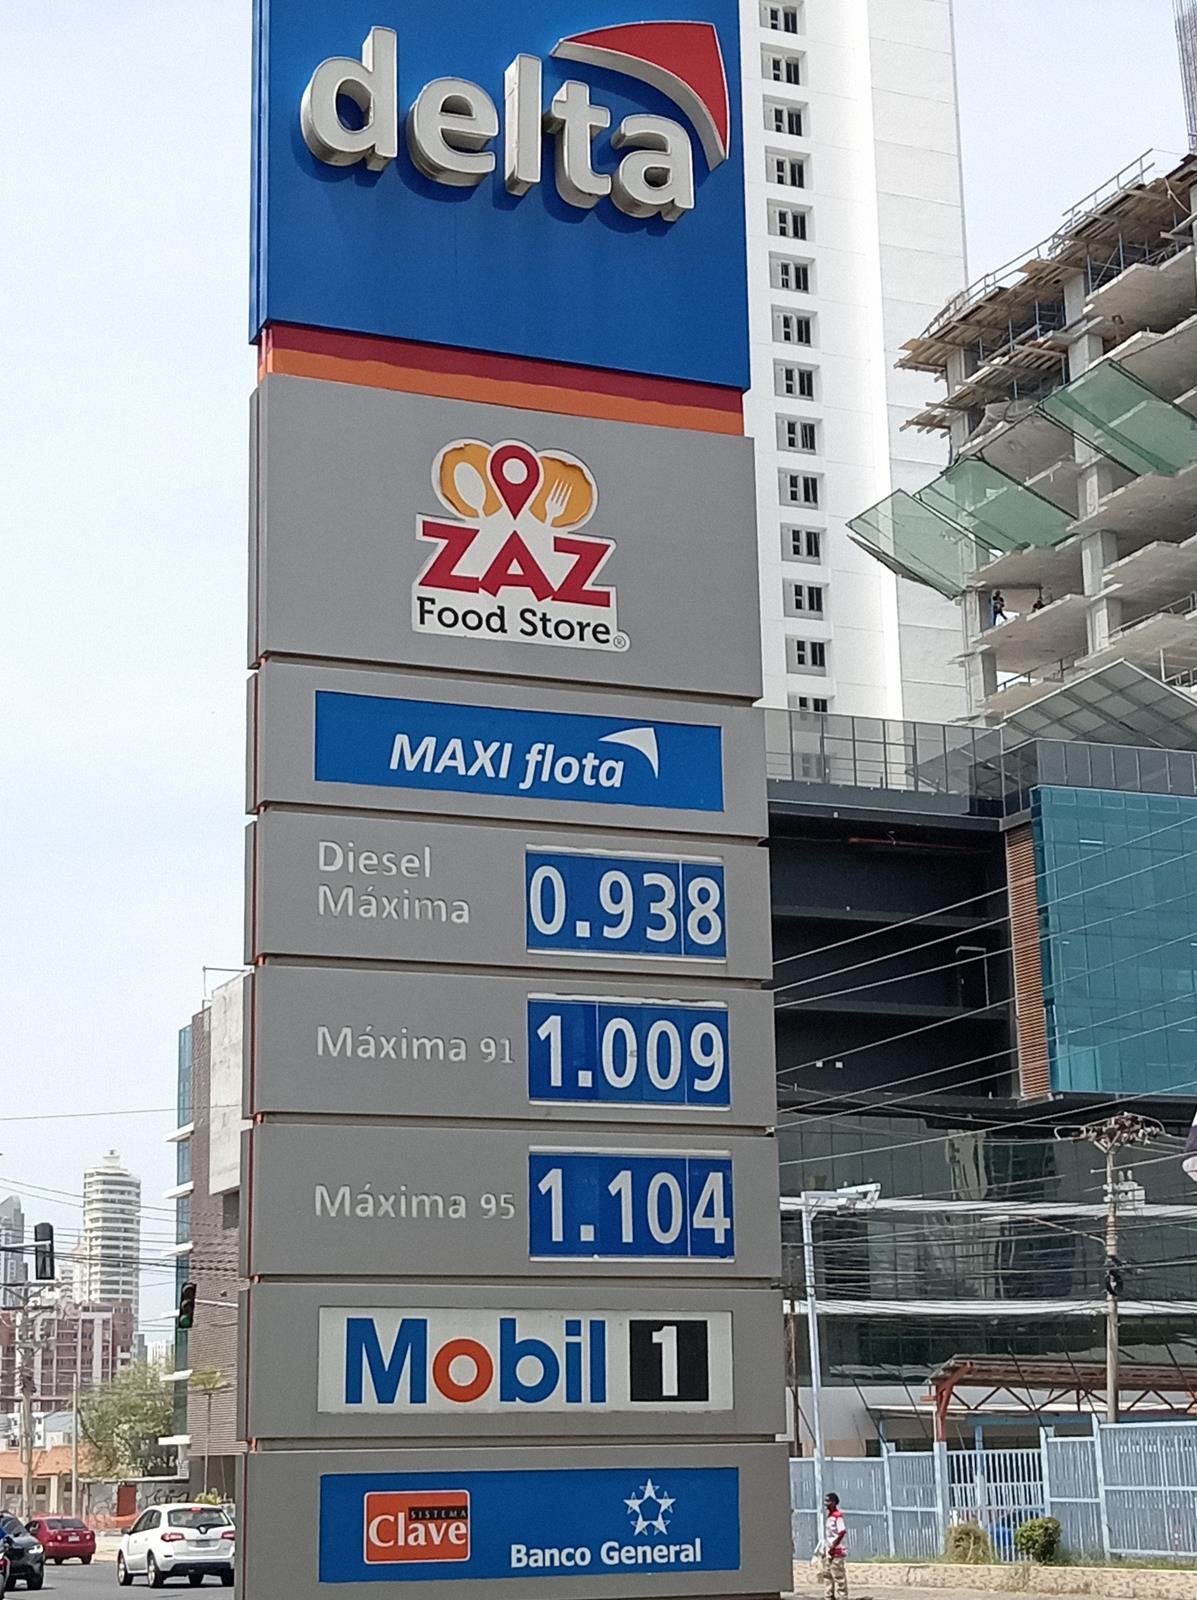 delta
ZAZ
Food Store®
MAXI flota
Diesel
Máxima
0.938
Máxima 91
1.009
Máxima 95
1.104
Mobil 1
SISTEMA
Clave
Banco General